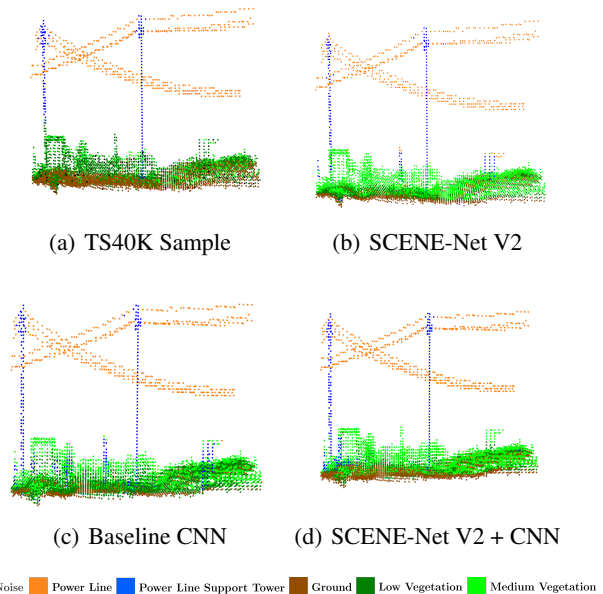 (a) TS40K Sample
(b) SCENE-Net V2
(c) Baseline CNN
(d) SCENE-Net V2 + CNN
Noise Power Line Power Line Support Tower Ground Low Vegetation Medium Vegetation